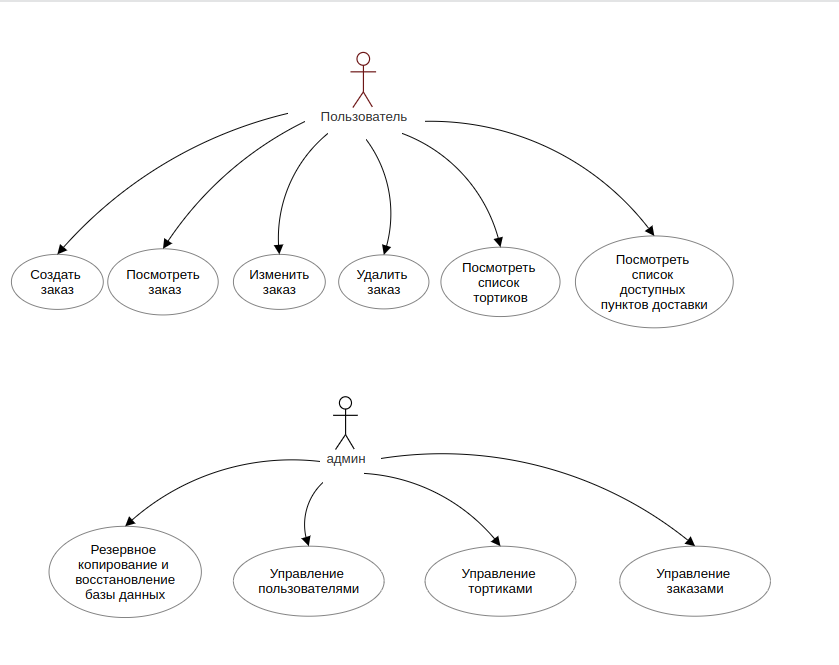 Пользователь
Создать
заказ
Посмотреть
заказ
Изменить
заказ
Удалить
заказ
Посмотреть
список
тортиков
Посмотреть
список
доступных
пунктов доставки
админ
Резервное
копирование и
восстановление
базы данных
Управление
пользователями
Управление
тортиками
Управление
заказами